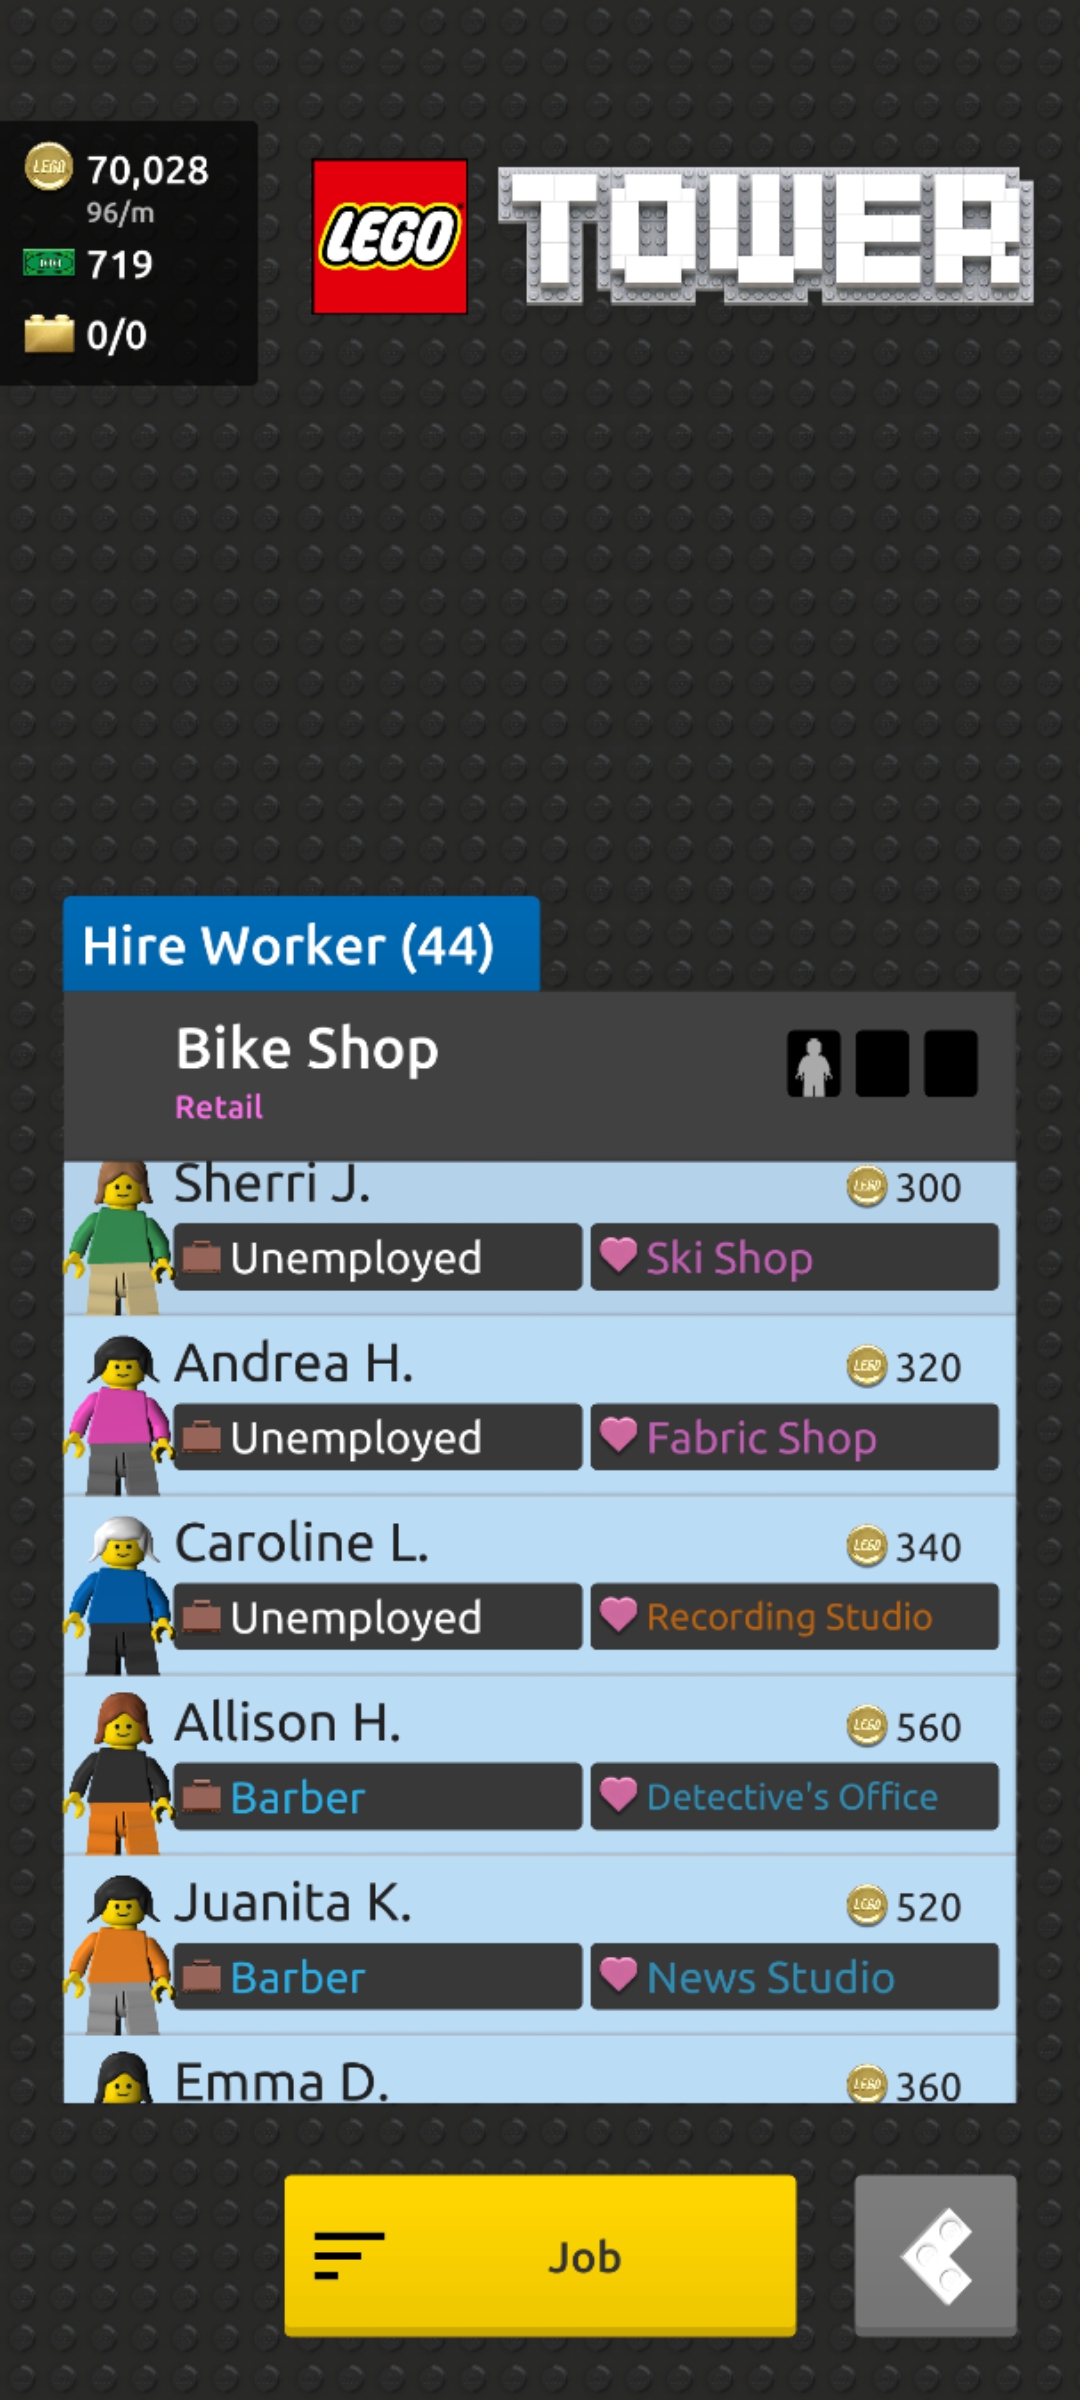 70,028
96/m
719
0/0
LEGO
TOWER
Hire Worker (44)
Bike Shop
Retail
Sherri J.
300
Unemployed
Ski Shop
Andrea H.
320
Unemployed
Fabric Shop
Caroline L.
340
Unemployed
Recording Studio
Allison H.
560
Barber
Detective's Office
Juanita K.
520
Barber
News Studio
Emma D.
360
Job